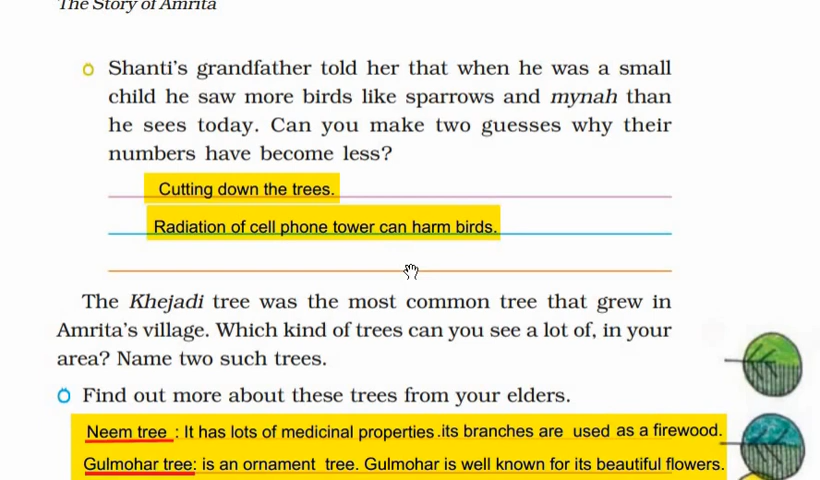 The Story of Amrita
Shanti's grandfather told her that when he was a small
child he saw more birds like sparrows and mynah than
he sees today. Can you make two guesses why their
numbers have become less?
Cutting down the trees.
Radiation of cell phone tower can harm birds.
The Khejadi tree was the most common tree that grew in
Amrita's village. Which kind of trees can you see a lot of, in your
area? Name two such trees.
Find out more about these trees from your elders.
Neem tree : It has lots of medicinal properties .its branches are used as a firewood.
Gulmohar tree: is an ornament tree. Gulmohar is well known for its beautiful flowers.